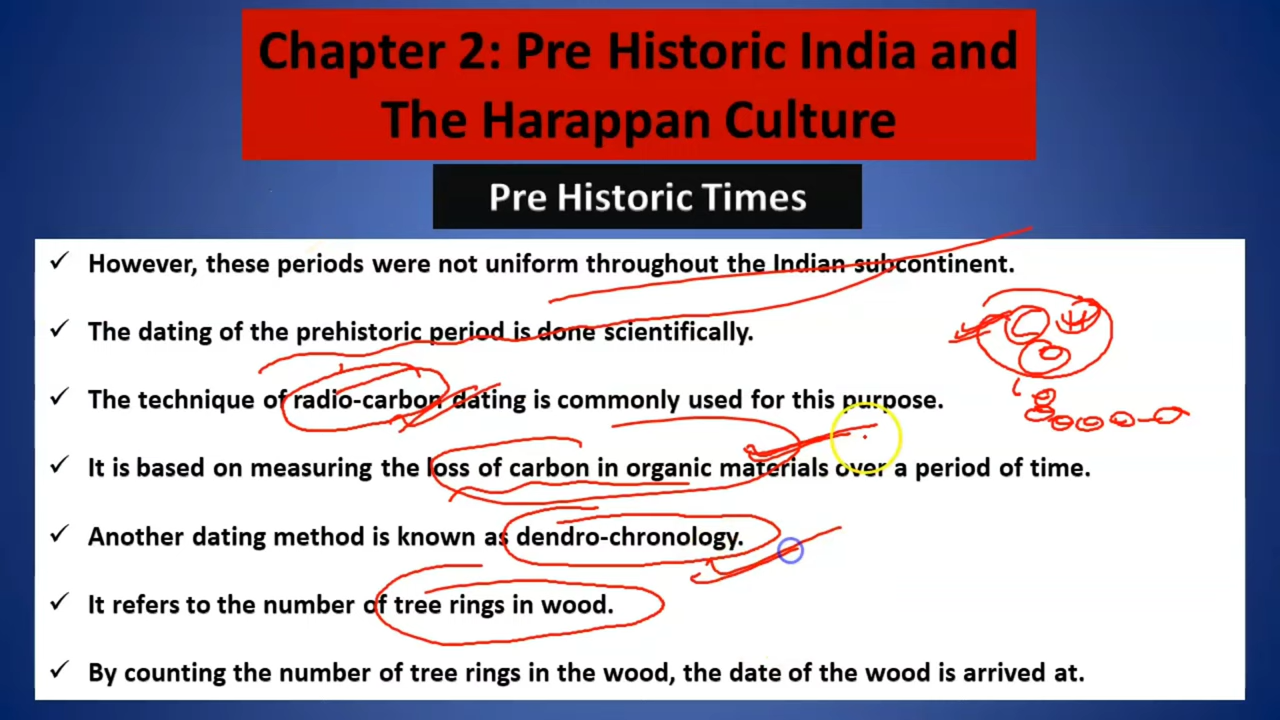 Chapter 2: Pre Historic India and
The Harappan Culture
Pre Historic Times
✓ However, these periods were not uniform throughout the Indian subcontinent.
✓ The dating of the prehistoric period is done scientifically.
✓ The technique of radio-carbon dating is commonly used for this purpose.
✓ It is based on measuring the loss of carbon in organic materials over a period of time.
✓ Another dating method is known as dendro-chronology.
✓ It refers to the number of tree rings in wood.
✓ By counting the number of tree rings in the wood, the date of the wood is arrived at.